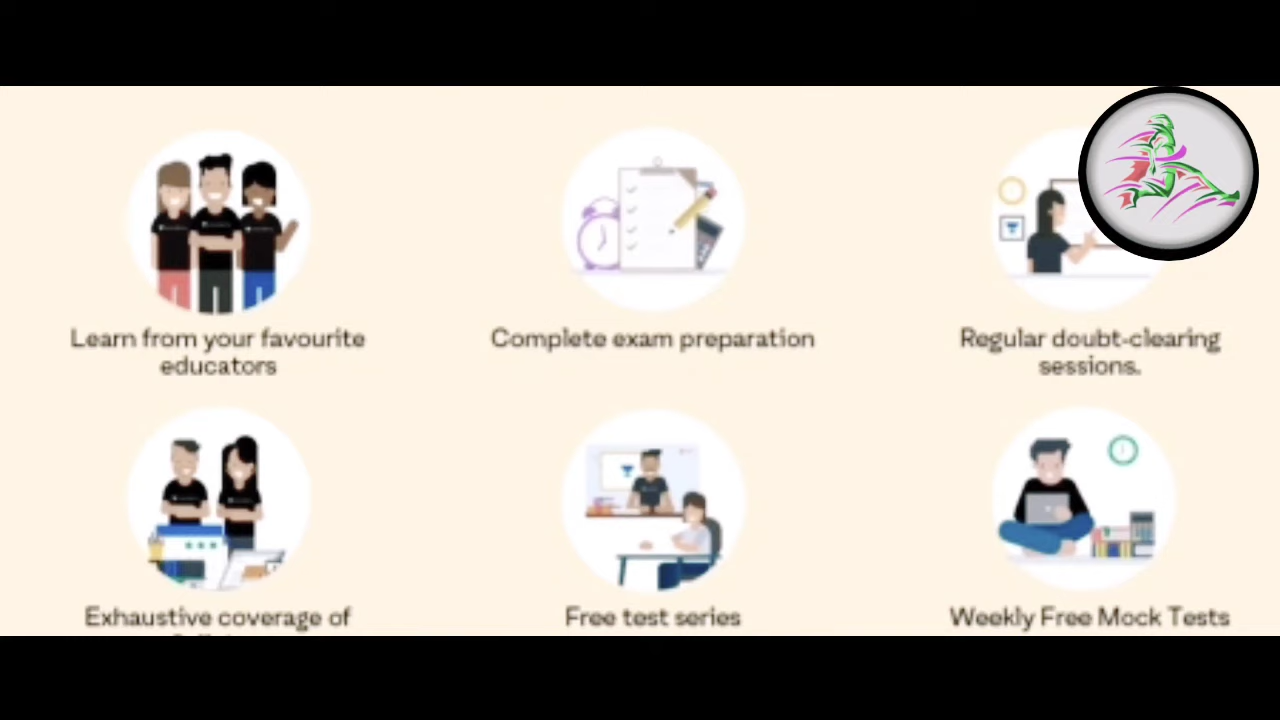 Learn from your favourite
educators
Complete exam preparation
Regular doubt-clearing
sessions.
Exhaustive coverage of
Free test series
Weekly Free Mock Tests